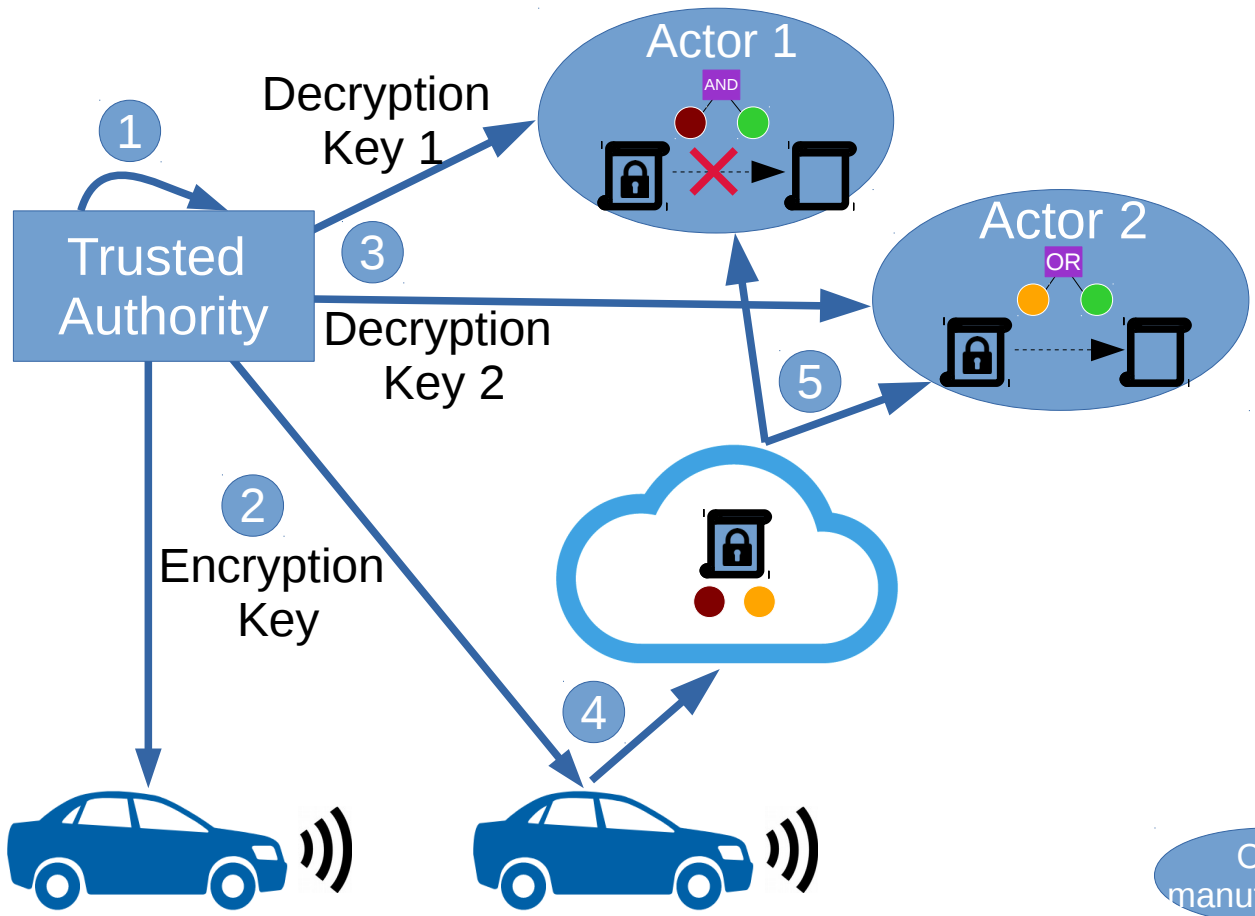 Actor 1
AND
Decryption
Key 1
1
3
Trusted
Authority
Actor 2
OR
Decryption
Key 2
5
2
Encryption
Key
4